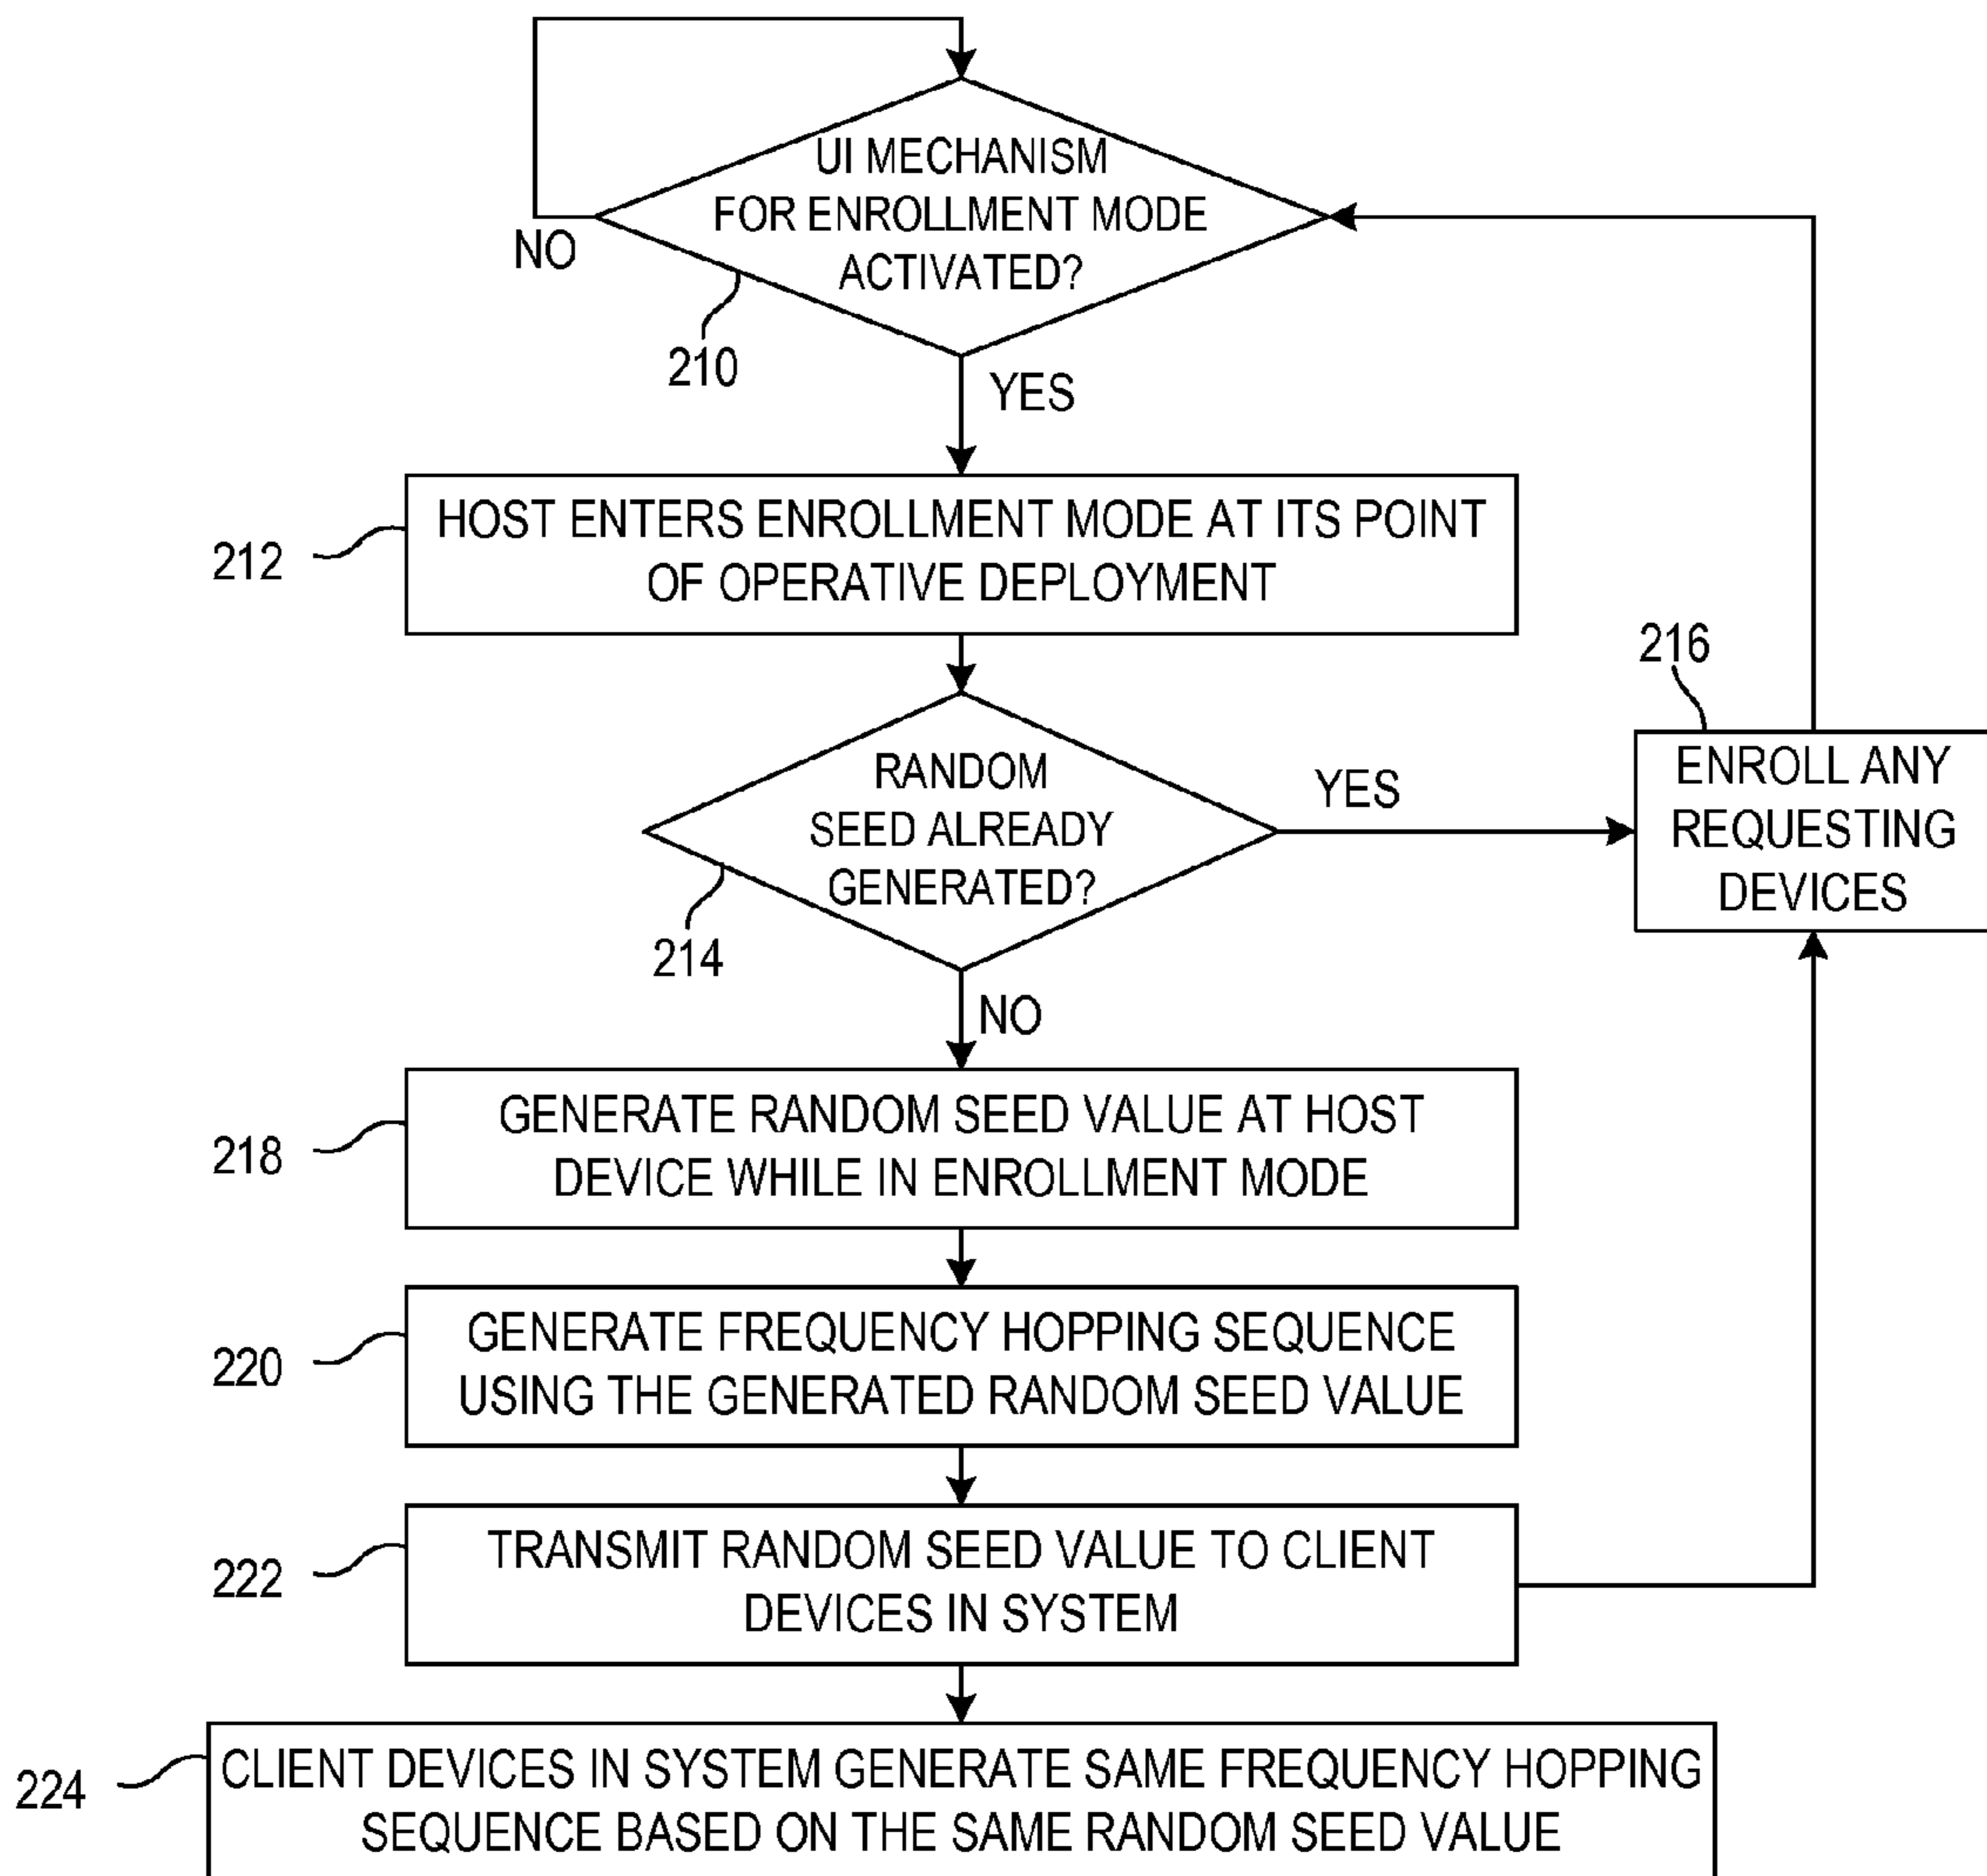 UI MECHANISM
FOR ENROLLMENT MODE
ACTIVATED?
NO
210
YES
HOST ENTERS ENROLLMENT MODE AT ITS POINT
OF OPERATIVE DEPLOYMENT
212
216
RANDOM
SEED ALREADY
GENERATED?
YES
ENROLL ANY
REQUESTING
DEVICES
214
NO
GENERATE RANDOM SEED VALUE AT HOST
DEVICE WHILE IN ENROLLMENT MODE
218
GENERATE FREQUENCY HOPPING SEQUENCE
USING THE GENERATED RANDOM SEED VALUE
220
TRANSMIT RANDOM SEED VALUE TO CLIENT
DEVICES IN SYSTEM
222
CLIENT DEVICES IN SYSTEM GENERATE SAME FREQUENCY HOPPING
SEQUENCE BASED ON THE SAME RANDOM SEED VALUE
224